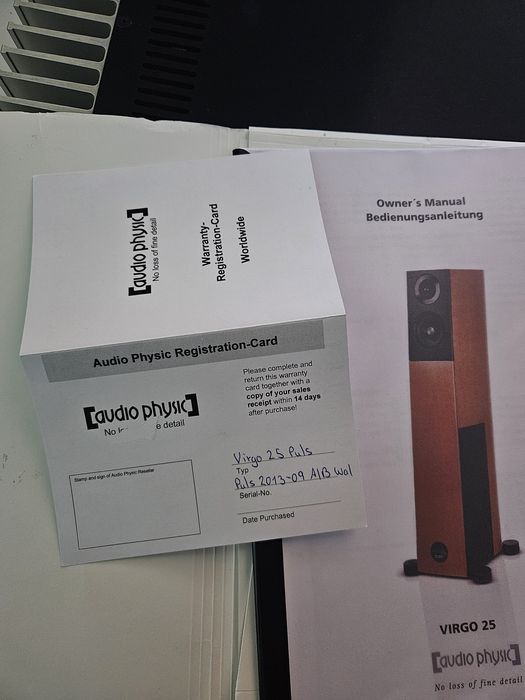 [audio physic]
No loss of fine detail
Warranty-
Registration-Card
Worldwide
Audio Physic Registration-Card
[audio physic]
No l e detail
Please complete and
return this warranty
card together with a
copy of your sales
receipt within 14 days
after purchase!
Stamp and sign of Audio Physic Reseller
Virgo 25 Puls
Typ
Puls 2013-09 A/B Wal
Serial-No.
Date Purchased
Owner´s Manual
Bedienungsanleitung
VIRGO 25
[audio physic]
No loss of fine detail